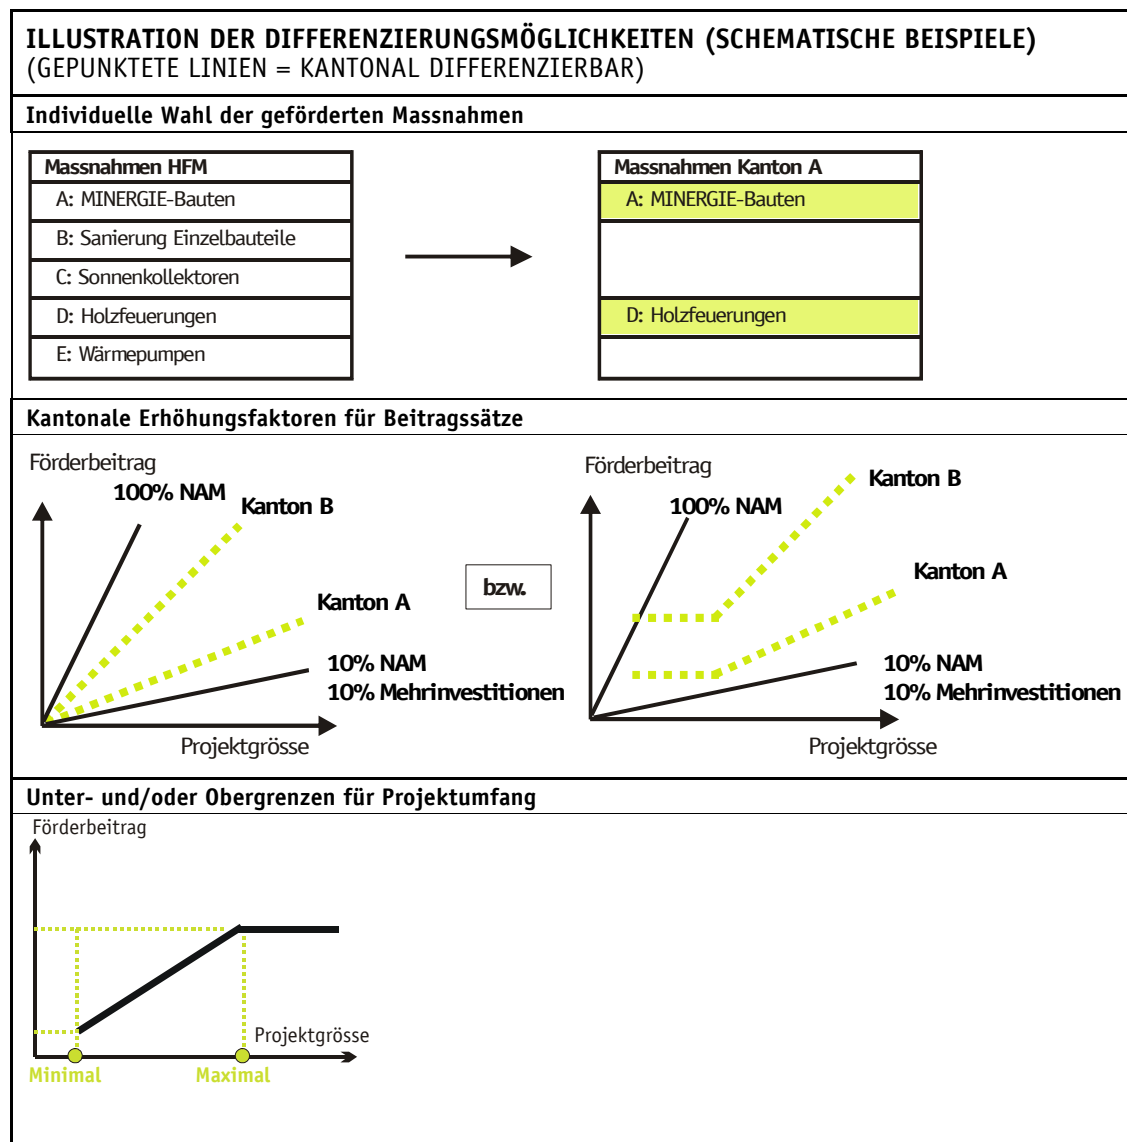 ILLUSTRATION DER DIFFERENZIERUNGSMÖGLICHKEITEN (SCHEMATISCHE BEISPIELE)
(GEPUNKTETE LINIEN = KANTONAL DIFFERENZIERBAR)
Individuelle Wahl der geförderten Massnahmen
Massnahmen HFM
A: MINERGIE-Bauten
B: Sanierung Einzelbauteile
C: Sonnenkollektoren
D: Holzfeuerungen
E: Wärmepumpen
Massnahmen Kanton A
A: MINERGIE-Bauten
D: Holzfeuerungen
Kantonale Erhöhungsfaktoren für Beitragssätze
Förderbeitrag
100% NAM
Kanton B
Kanton A
10% NAM
10% Mehrinvestitionen
Projektgrösse
bzw.
Förderbeitrag
100% NAM
Kanton B
Kanton A
10% NAM
10% Mehrinvestitionen
Projektgrösse
Unter- und/oder Obergrenzen für Projektumfang
Förderbeitrag
Projektgrösse
Minimal
Maximal